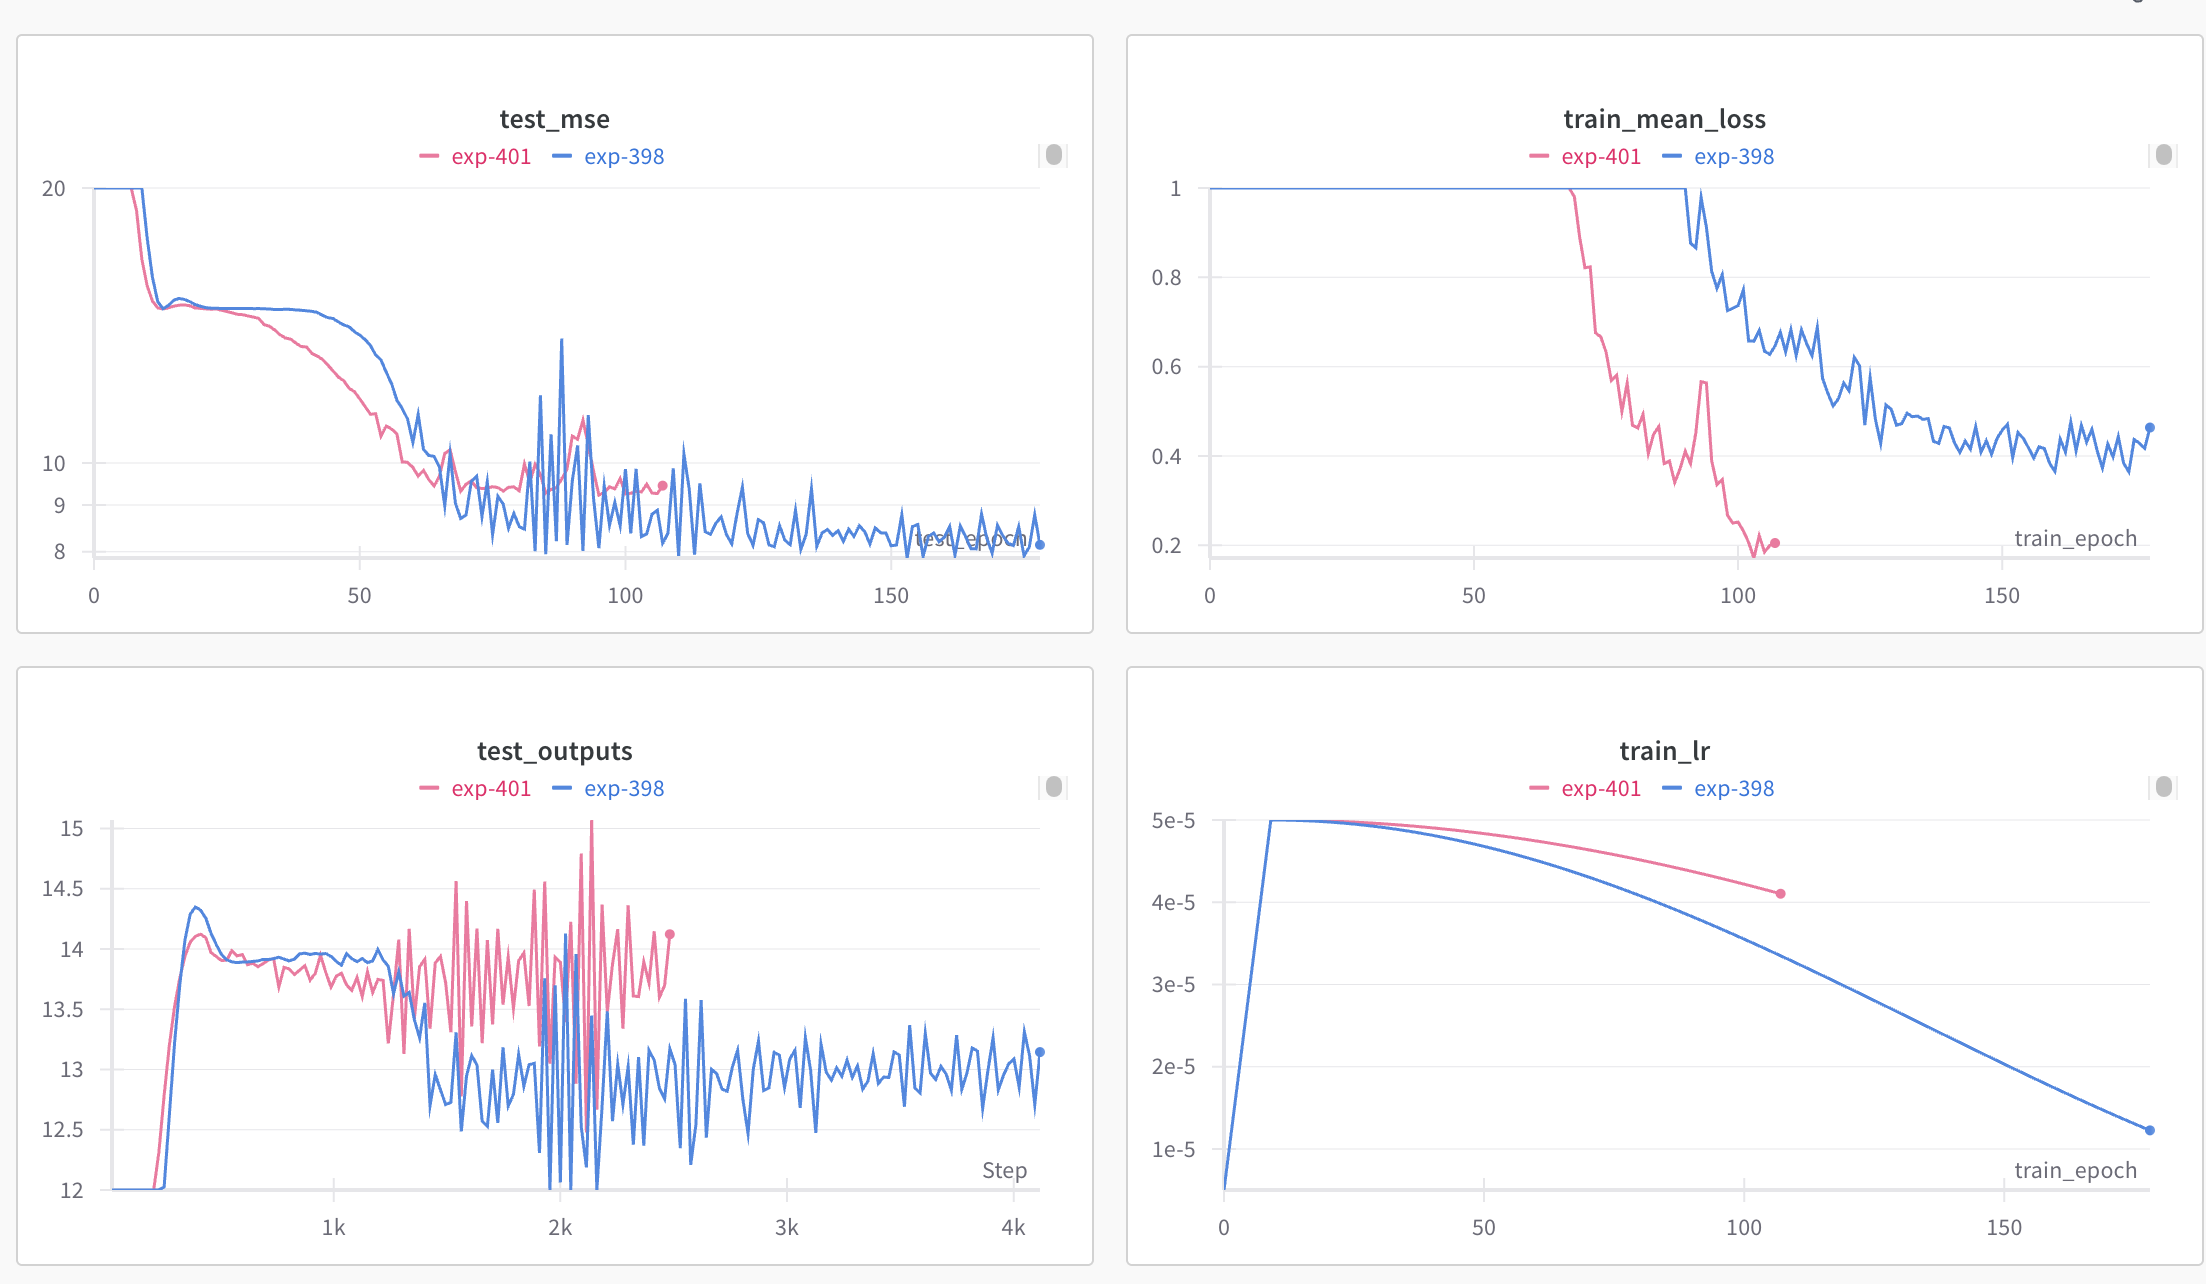 test_mse
exp-401 exp-398
20
10
9
8
test_epoch
0 50 100 150
train_mean_loss
exp-401 exp-398
1
0.8
0.6
0.4
0.2
train_epoch
0 50 100 150
test_outputs
exp-401 exp-398
15
14.5
14
13.5
13
12.5
12
Step
1k 2k 3k 4k
train_lr
exp-401 exp-398
5e-5
4e-5
3e-5
2e-5
1e-5
train_epoch
0 50 100 150